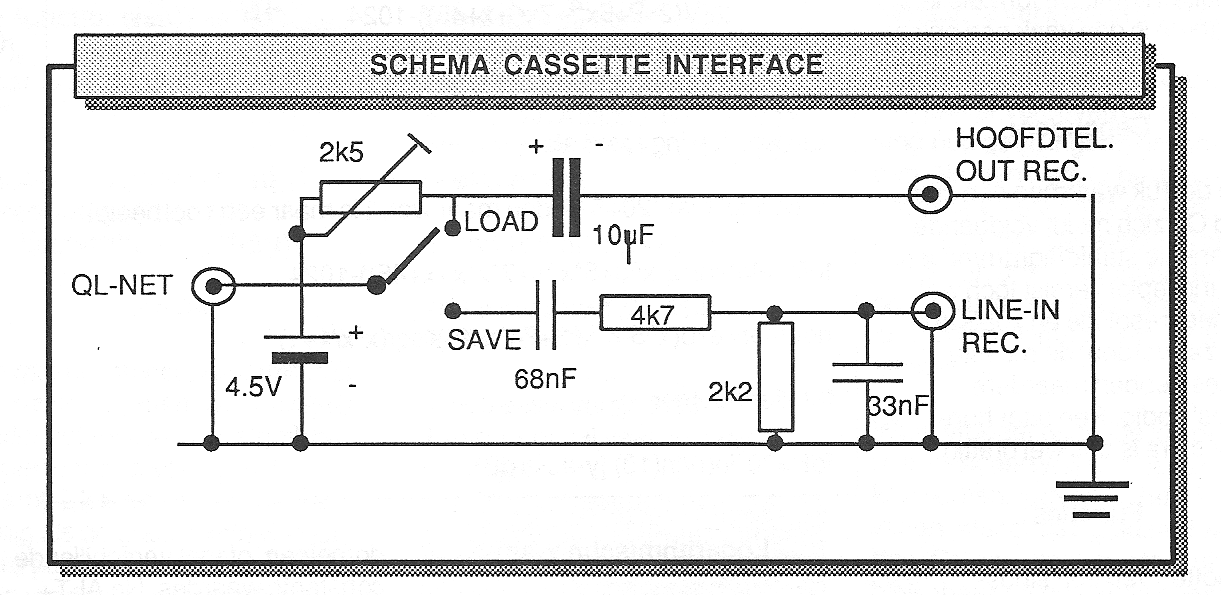 SCHEMA CASSETTE INTERFACE
HOOFDTEL.
OUT REC.
2k5
+ -
LOAD
10µF
QL-NET
SAVE
4k7
LINE-IN
REC.
+
4.5V
-
68nF
2k2
33nF